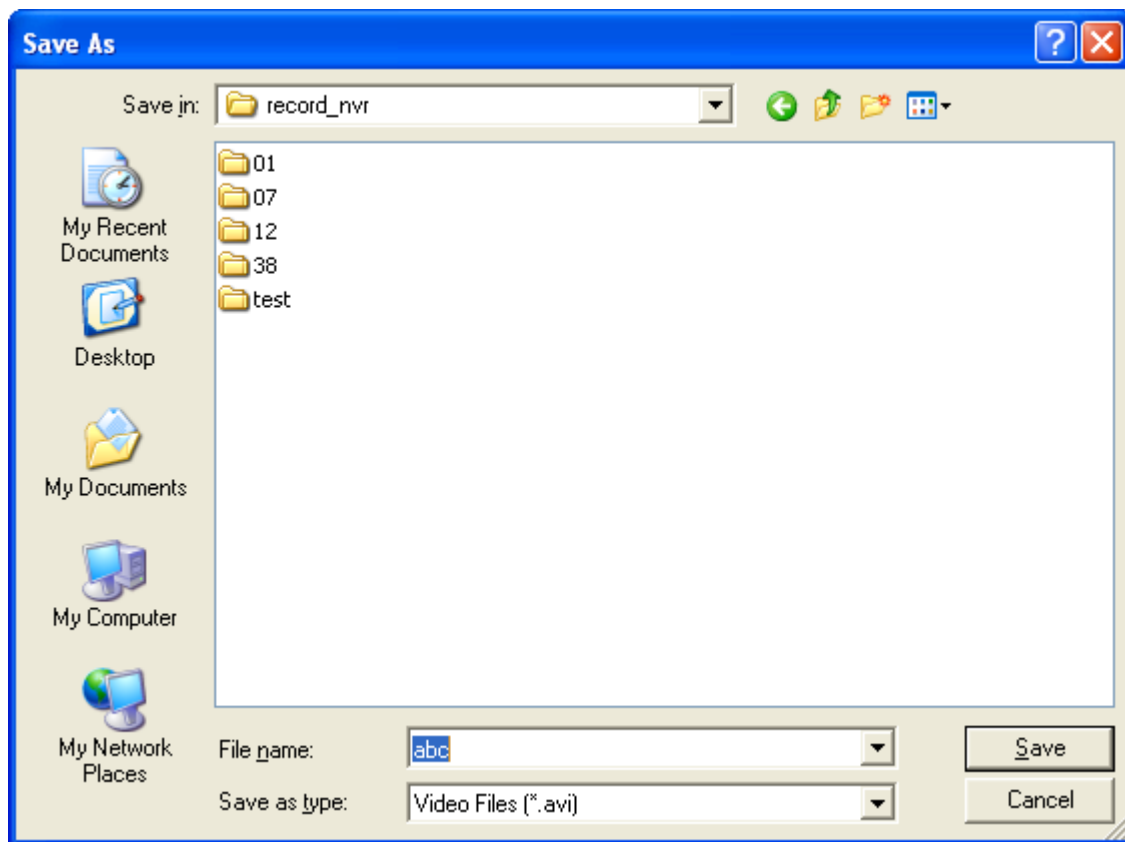 Save As
Save in:
record_nvr
01
07
12
38
test
My Recent
Documents
Desktop
My Documents
My Computer
My Network
Places
File name:
abc
Save
Save as type:
Video Files (*.avi)
Cancel